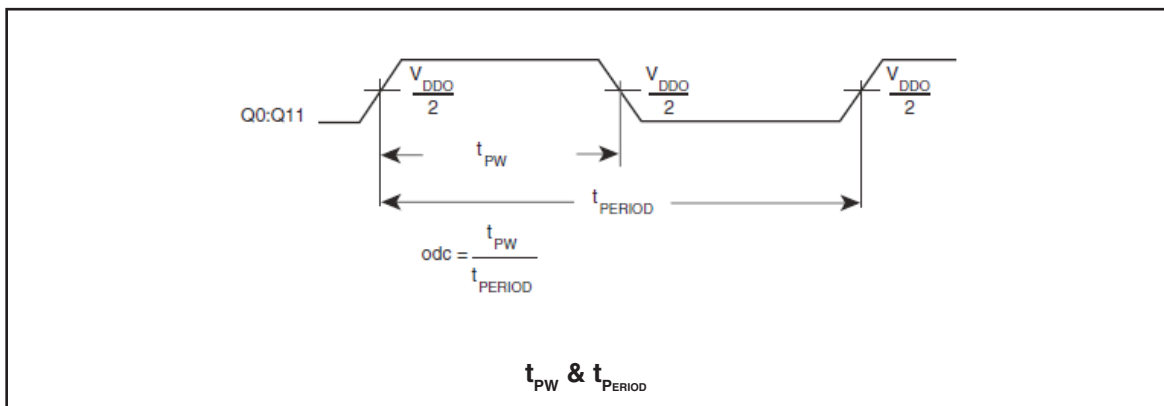 V_DDO V_DDO V_DDO
2 2 2
Q0:Q11
t_PW
t_PERIOD
odc = t_PW
t_PERIOD
t_PW & t_PERIOD